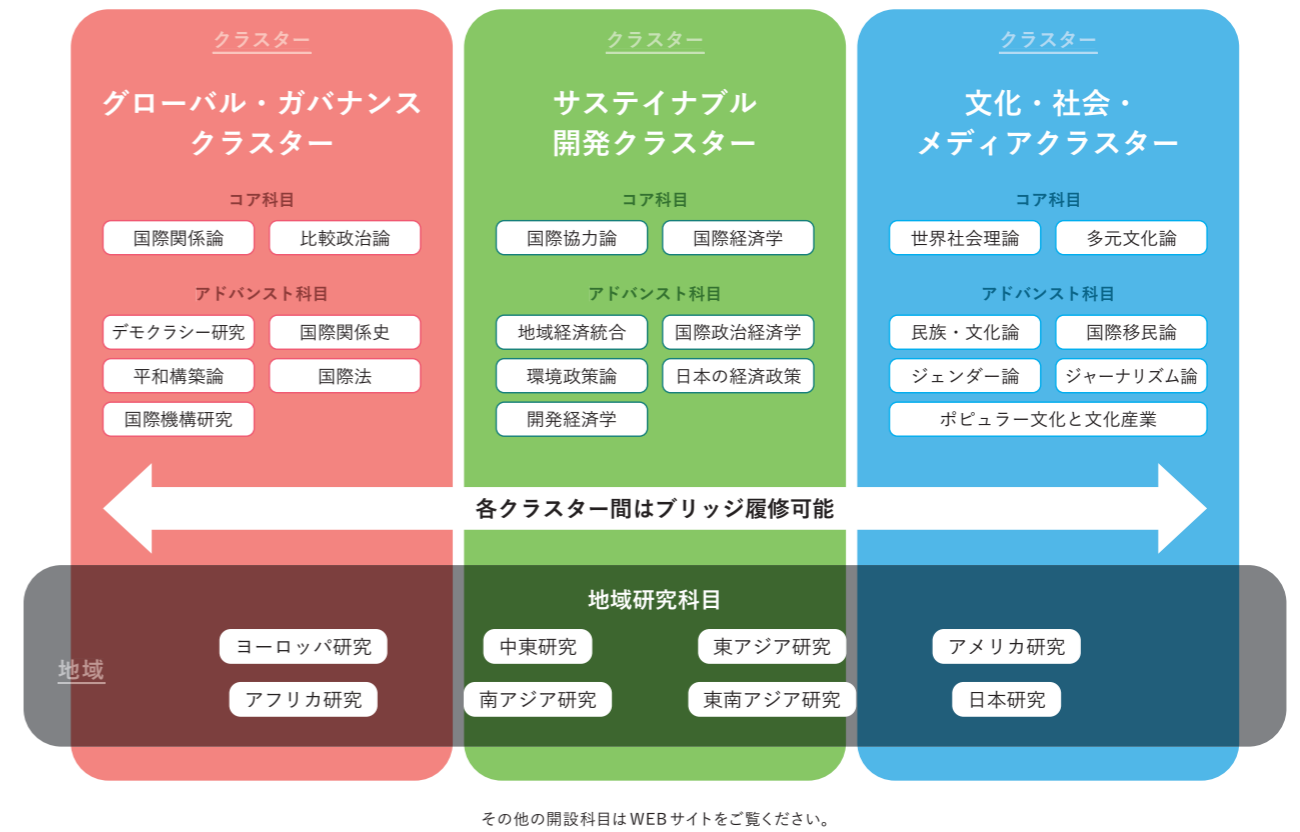 クラスター
グローバル・ガバナンス
クラスター
コア科目
国際関係論
比較政治論
アドバンスト科目
デモクラシー研究
国際関係史
平和構築論
国際法
国際機構研究
クラスター
サステイナブル
開発クラスター
コア科目
国際協力論
国際経済学
アドバンスト科目
地域経済統合
国際政治経済学
環境政策論
日本の経済政策
開発経済学
クラスター
文化・社会・
メディアクラスター
コア科目
世界社会理論
多元文化論
アドバンスト科目
民族・文化論
国際移民論
ジェンダー論
ジャーナリズム論
ポピュラー文化と文化産業
各クラスター間はブリッジ履修可能
地域
地域研究科目
ヨーロッパ研究
中東研究
東アジア研究
アメリカ研究
アフリカ研究
南アジア研究
東南アジア研究
日本研究
その他の開設科目はWEBサイトをご覧ください。